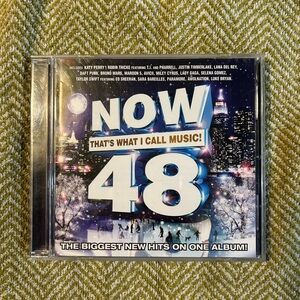 INCLUDES KATY PERRY | ROBIN THICKE FEATURING T.I. AND PHARRELL, JUSTIN TIMBERLAKE, LANA DEL REY,
DAFT PUNK, BRUNO MARS, MAROON 5, AVICII, MILEY CYRUS, LADY GAGA, SELENA GOMEZ,
TAYLOR SWIFT FEATURING ED SHEERAN, SARA BAREILLES, PARAMORE, AWOLNATION, LUKE BRYAN.
NOW
THAT'S WHAT I CALL MUSIC!
48
THE BIGGEST NEW HITS ON ONE ALBUM!